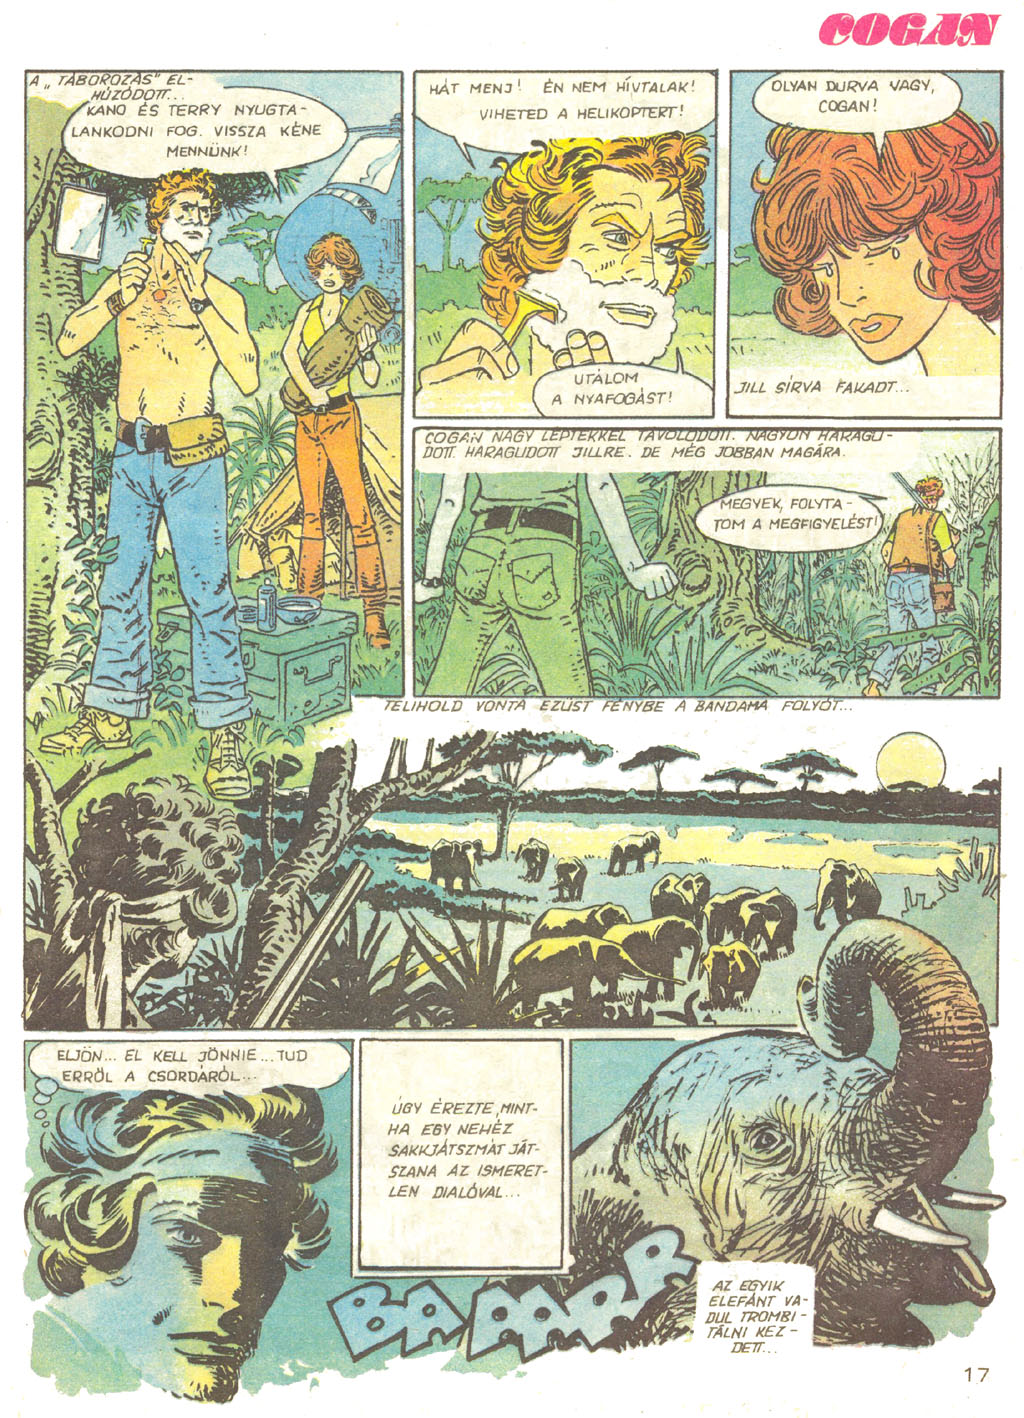 COGAN
A „TÁBOROZÁS” EL-
HÚZÓDOTT...
KANO ÉS TERRY NYUGTA-
LANKODNI FOG. VISSZA KÉNE
MENNÜNK!
HÁT MENJ! ÉN NEM HÍVTALAK!
VIHETED A HELIKOPTERT!
UTÁLOM
A NYAFOGÁST!
OLYAN DURVA VAGY,
COGAN!
JILL SÍRVA FAKADT...
COGAN NAGY LÉPTEKKEL TÁVOLODOTT. NAGYON HARAGU-
DOTT. HARAGUDOTT JILLRE. DE MÉG JOBBAN MAGÁRA.
MEGYEK, FOLYTA-
TOM A MEGFIGYELÉST!
TELIHOLD VONTA EZÜST FÉNYBE A BANDAMA FOLYÓT...
ELJÖN... EL KELL JÖNNIE...TUD
ERRŐL A CSORDÁRÓL...
ÚGY ÉREZTE, MINT-
HA EGY NEHÉZ
SAKKJÁTSZMÁT JÁT-
SZANA AZ ISMERET-
LEN DIALÓVAL...
BAAARR
AZ EGYIK
ELEFÁNT VA-
DUL TROMBI-
TÁLNI KEZ-
DETT...
17